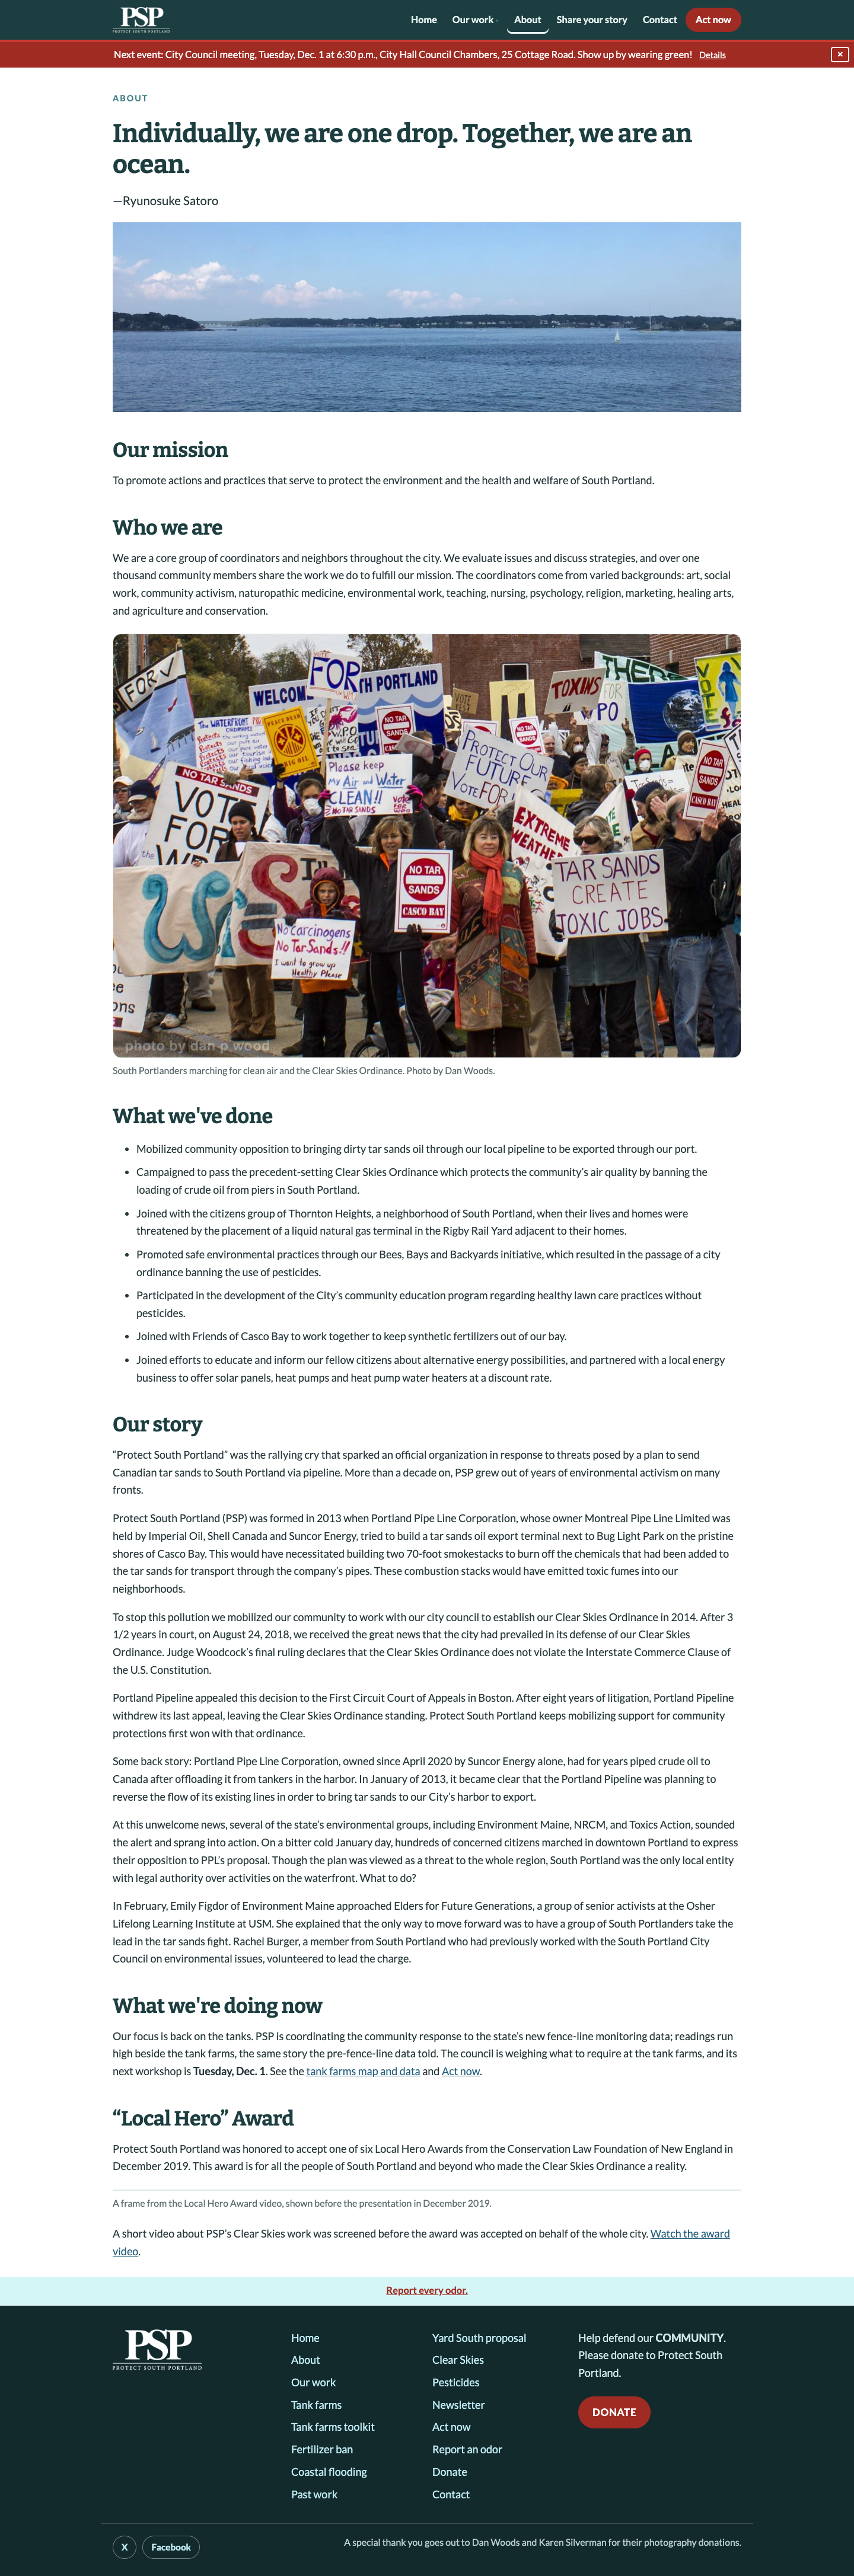 PSP
PROTECT SOUTH PORTLAND
Home Our work About Share your story Contact Act now
Next event: City Council meeting, Tuesday, Dec. 1 at 6:30 p.m., City Hall Council Chambers, 25 Cottage Road. Show up by wearing green! Details
×
ABOUT
Individually, we are one drop. Together, we are an
ocean.
—Ryunosuke Satoro
Our mission
To promote actions and practices that serve to protect the environment and the health and welfare of South Portland.
Who we are
We are a core group of coordinators and neighbors throughout the city. We evaluate issues and discuss strategies, and over one
thousand community members share the work we do to fulfill our mission. The coordinators come from varied backgrounds: art, social
work, community activism, naturopathic medicine, environmental work, teaching, nursing, psychology, religion, marketing, healing arts,
and agriculture and conservation.
FOR
WELCOM
FOR
TH PORTLAND
TOXINS
FOR
PO
THERE
NO TAR SANDS
VOT
FOR
Please keep
my Air and Water
CLEAN!!
NO TAR SANDS
PROTECT OUR
FUTURE
VOTE FOR
EXTREME
WEATHER
NO TAR
SANDS
CASCO BAY
TAR SANDS
CREATE
TOXIC JOBS
No Carcinogens
No Tar Sands!!
I want to grow up
Healthy Please
photo by dan p wood
South Portlanders marching for clean air and the Clear Skies Ordinance. Photo by Dan Woods.
What we've done
• Mobilized community opposition to bringing dirty tar sands oil through our local pipeline to be exported through our port.
• Campaigned to pass the precedent-setting Clear Skies Ordinance which protects the community’s air quality by banning the
loading of crude oil from piers in South Portland.
• Joined with the citizens group of Thornton Heights, a neighborhood of South Portland, when their lives and homes were
threatened by the placement of a liquid natural gas terminal in the Rigby Rail Yard adjacent to their homes.
• Promoted safe environmental practices through our Bees, Bays and Backyards initiative, which resulted in the passage of a city
ordinance banning the use of pesticides.
• Participated in the development of the City’s community education program regarding healthy lawn care practices without
pesticides.
• Joined with Friends of Casco Bay to work together to keep synthetic fertilizers out of our bay.
• Joined efforts to educate and inform our fellow citizens about alternative energy possibilities, and partnered with a local energy
business to offer solar panels, heat pumps and heat pump water heaters at a discount rate.
Our story
“Protect South Portland” was the rallying cry that sparked an official organization in response to threats posed by a plan to send
Canadian tar sands to South Portland via pipeline. More than a decade on, PSP grew out of years of environmental activism on many
fronts.
Protect South Portland (PSP) was formed in 2013 when Portland Pipe Line Corporation, whose owner Montreal Pipe Line Limited was
held by Imperial Oil, Shell Canada and Suncor Energy, tried to build a tar sands oil export terminal next to Bug Light Park on the pristine
shores of Casco Bay. This would have necessitated building two 70-foot smokestacks to burn off the chemicals that had been added to
the tar sands for transport through the company’s pipes. These combustion stacks would have emitted toxic fumes into our
neighborhoods.
To stop this pollution we mobilized our community to work with our city council to establish our Clear Skies Ordinance in 2014. After 3
1/2 years in court, on August 24, 2018, we received the great news that the city had prevailed in its defense of our Clear Skies
Ordinance. Judge Woodcock’s final ruling declares that the Clear Skies Ordinance does not violate the Interstate Commerce Clause of
the U.S. Constitution.
Portland Pipeline appealed this decision to the First Circuit Court of Appeals in Boston. After eight years of litigation, Portland Pipeline
withdrew its last appeal, leaving the Clear Skies Ordinance standing. Protect South Portland keeps mobilizing support for community
protections first won with that ordinance.
Some back story: Portland Pipe Line Corporation, owned since April 2020 by Suncor Energy alone, had for years piped crude oil to
Canada after offloading it from tankers in the harbor. In January of 2013, it became clear that the Portland Pipeline was planning to
reverse the flow of its existing lines in order to bring tar sands to our City’s harbor to export.
At this unwelcome news, several of the state’s environmental groups, including Environment Maine, NRCM, and Toxics Action, sounded
the alert and sprang into action. On a bitter cold January day, hundreds of concerned citizens marched in downtown Portland to express
their opposition to PPL’s proposal. Though the plan was viewed as a threat to the whole region, South Portland was the only local entity
with legal authority over activities on the waterfront. What to do?
In February, Emily Figdor of Environment Maine approached Elders for Future Generations, a group of senior activists at the Osher
Lifelong Learning Institute at USM. She explained that the only way to move forward was to have a group of South Portlanders take the
lead in the tar sands fight. Rachel Burger, a member from South Portland who had previously worked with the South Portland City
Council on environmental issues, volunteered to lead the charge.
What we're doing now
Our focus is back on the tanks. PSP is coordinating the community response to the state’s new fence-line monitoring data; readings run
high beside the tank farms, the same story the pre-fence-line data told. The council is weighing what to require at the tank farms, and its
next workshop is Tuesday, Dec. 1. See the tank farms map and data and Act now.
“Local Hero” Award
Protect South Portland was honored to accept one of six Local Hero Awards from the Conservation Law Foundation of New England in
December 2019. This award is for all the people of South Portland and beyond who made the Clear Skies Ordinance a reality.
A frame from the Local Hero Award video, shown before the presentation in December 2019.
A short video about PSP’s Clear Skies work was screened before the award was accepted on behalf of the whole city. Watch the award
video.
Report every odor.
PSP
PROTECT SOUTH PORTLAND
Home
About
Our work
Tank farms
Tank farms toolkit
Fertilizer ban
Coastal flooding
Past work
Yard South proposal
Clear Skies
Pesticides
Newsletter
Act now
Report an odor
Donate
Contact
Help defend our COMMUNITY.
Please donate to Protect South
Portland.
DONATE
X Facebook
A special thank you goes out to Dan Woods and Karen Silverman for their photography donations.